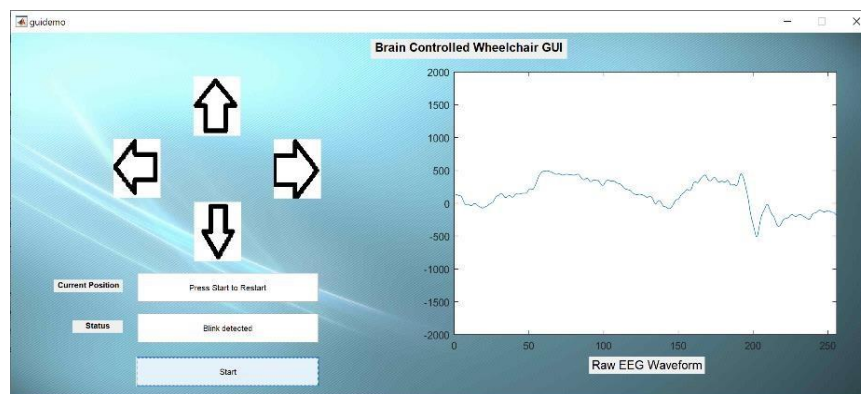 guidemo
Brain Controlled Wheelchair GUI
2000
1500
1000
500
0
-500
-1000
-1500
-2000
0
50
100
150
200
250
Raw EEG Waveform
Current Position
Press Start to Restart
Status
Blink detected
Start